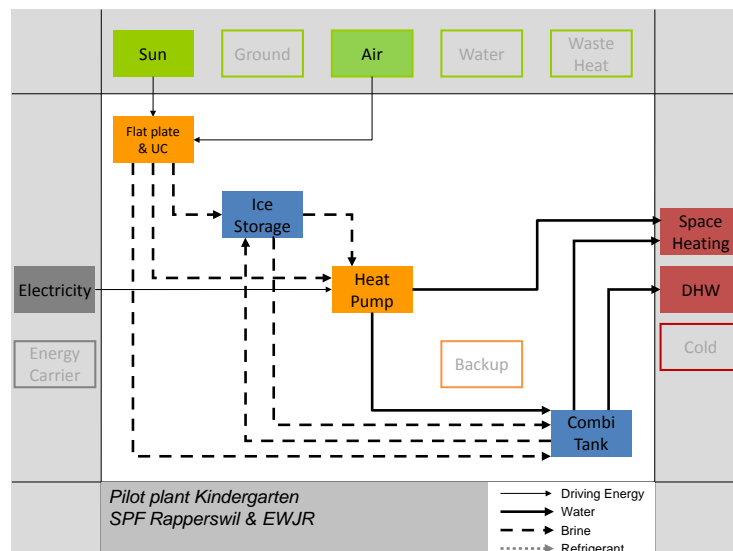 Sun
Ground
Air
Water
Waste
Heat
Flat plate
& UC
Ice
Storage
Space
Heating
Electricity
Heat
Pump
DHW
Energy
Carrier
Backup
Cold
Combi
Tank
Pilot plant Kindergarten
SPF Rapperswil & EWJR
Driving Energy
Water
Brine
Refrigerant